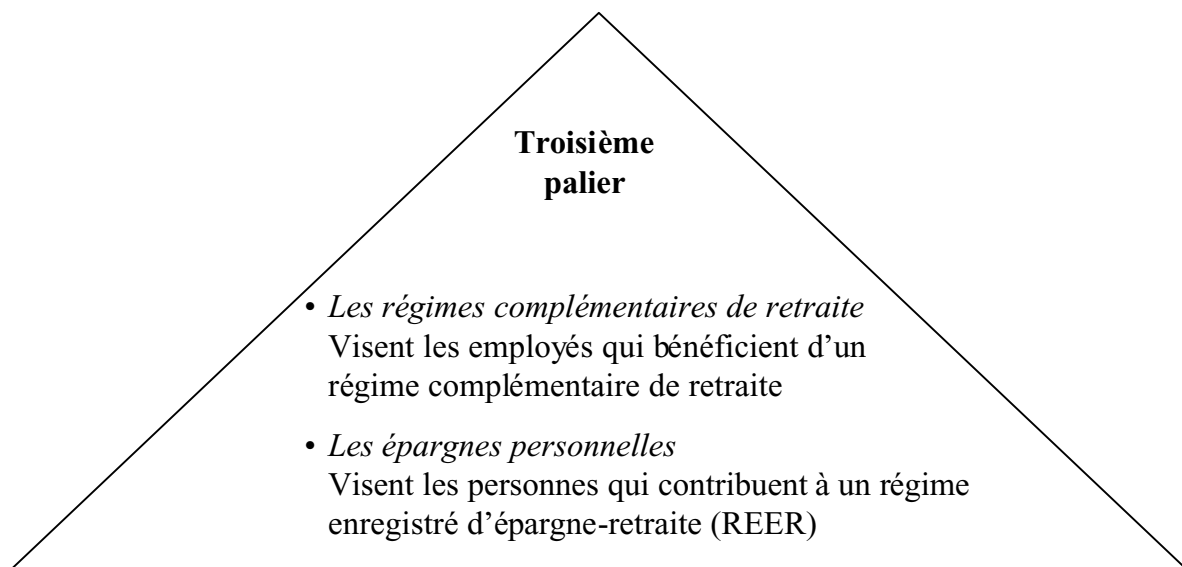 Troisième
palier
• Les régimes complémentaires de retraite
Visent les employés qui bénéficient d’un
régime complémentaire de retraite
• Les épargnes personnelles
Visent les personnes qui contribuent à un régime
enregistré d’épargne-retraite (REER)